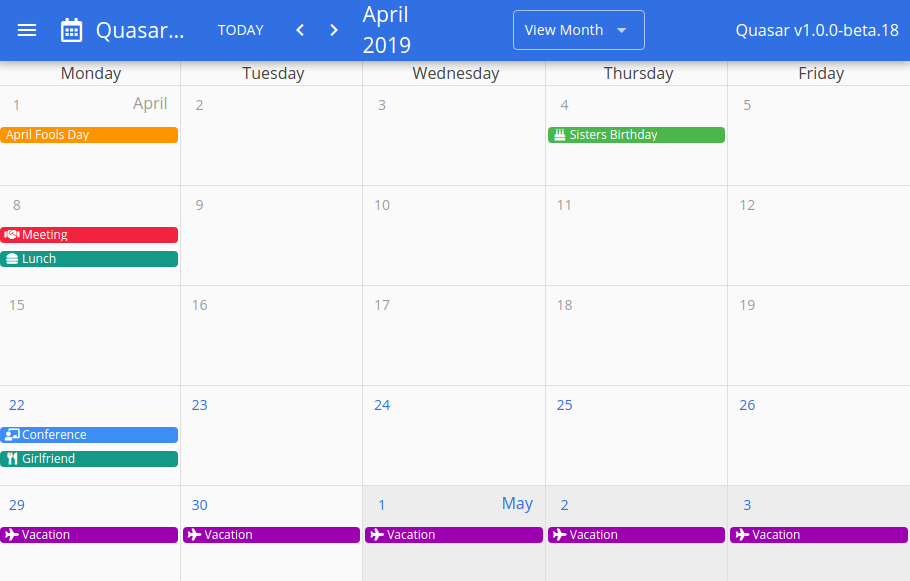 Quasar... TODAY April 2019 View Month Quasar v1.0.0-beta.18
Monday Tuesday Wednesday Thursday Friday
1 April 2 3 4 5
April Fools Day Sisters Birthday
8 9 10 11 12
Meeting
Lunch
15 16 17 18 19
22 23 24 25 26
Conference
Girlfriend
29 30 1 May 2 3
Vacation Vacation Vacation Vacation Vacation